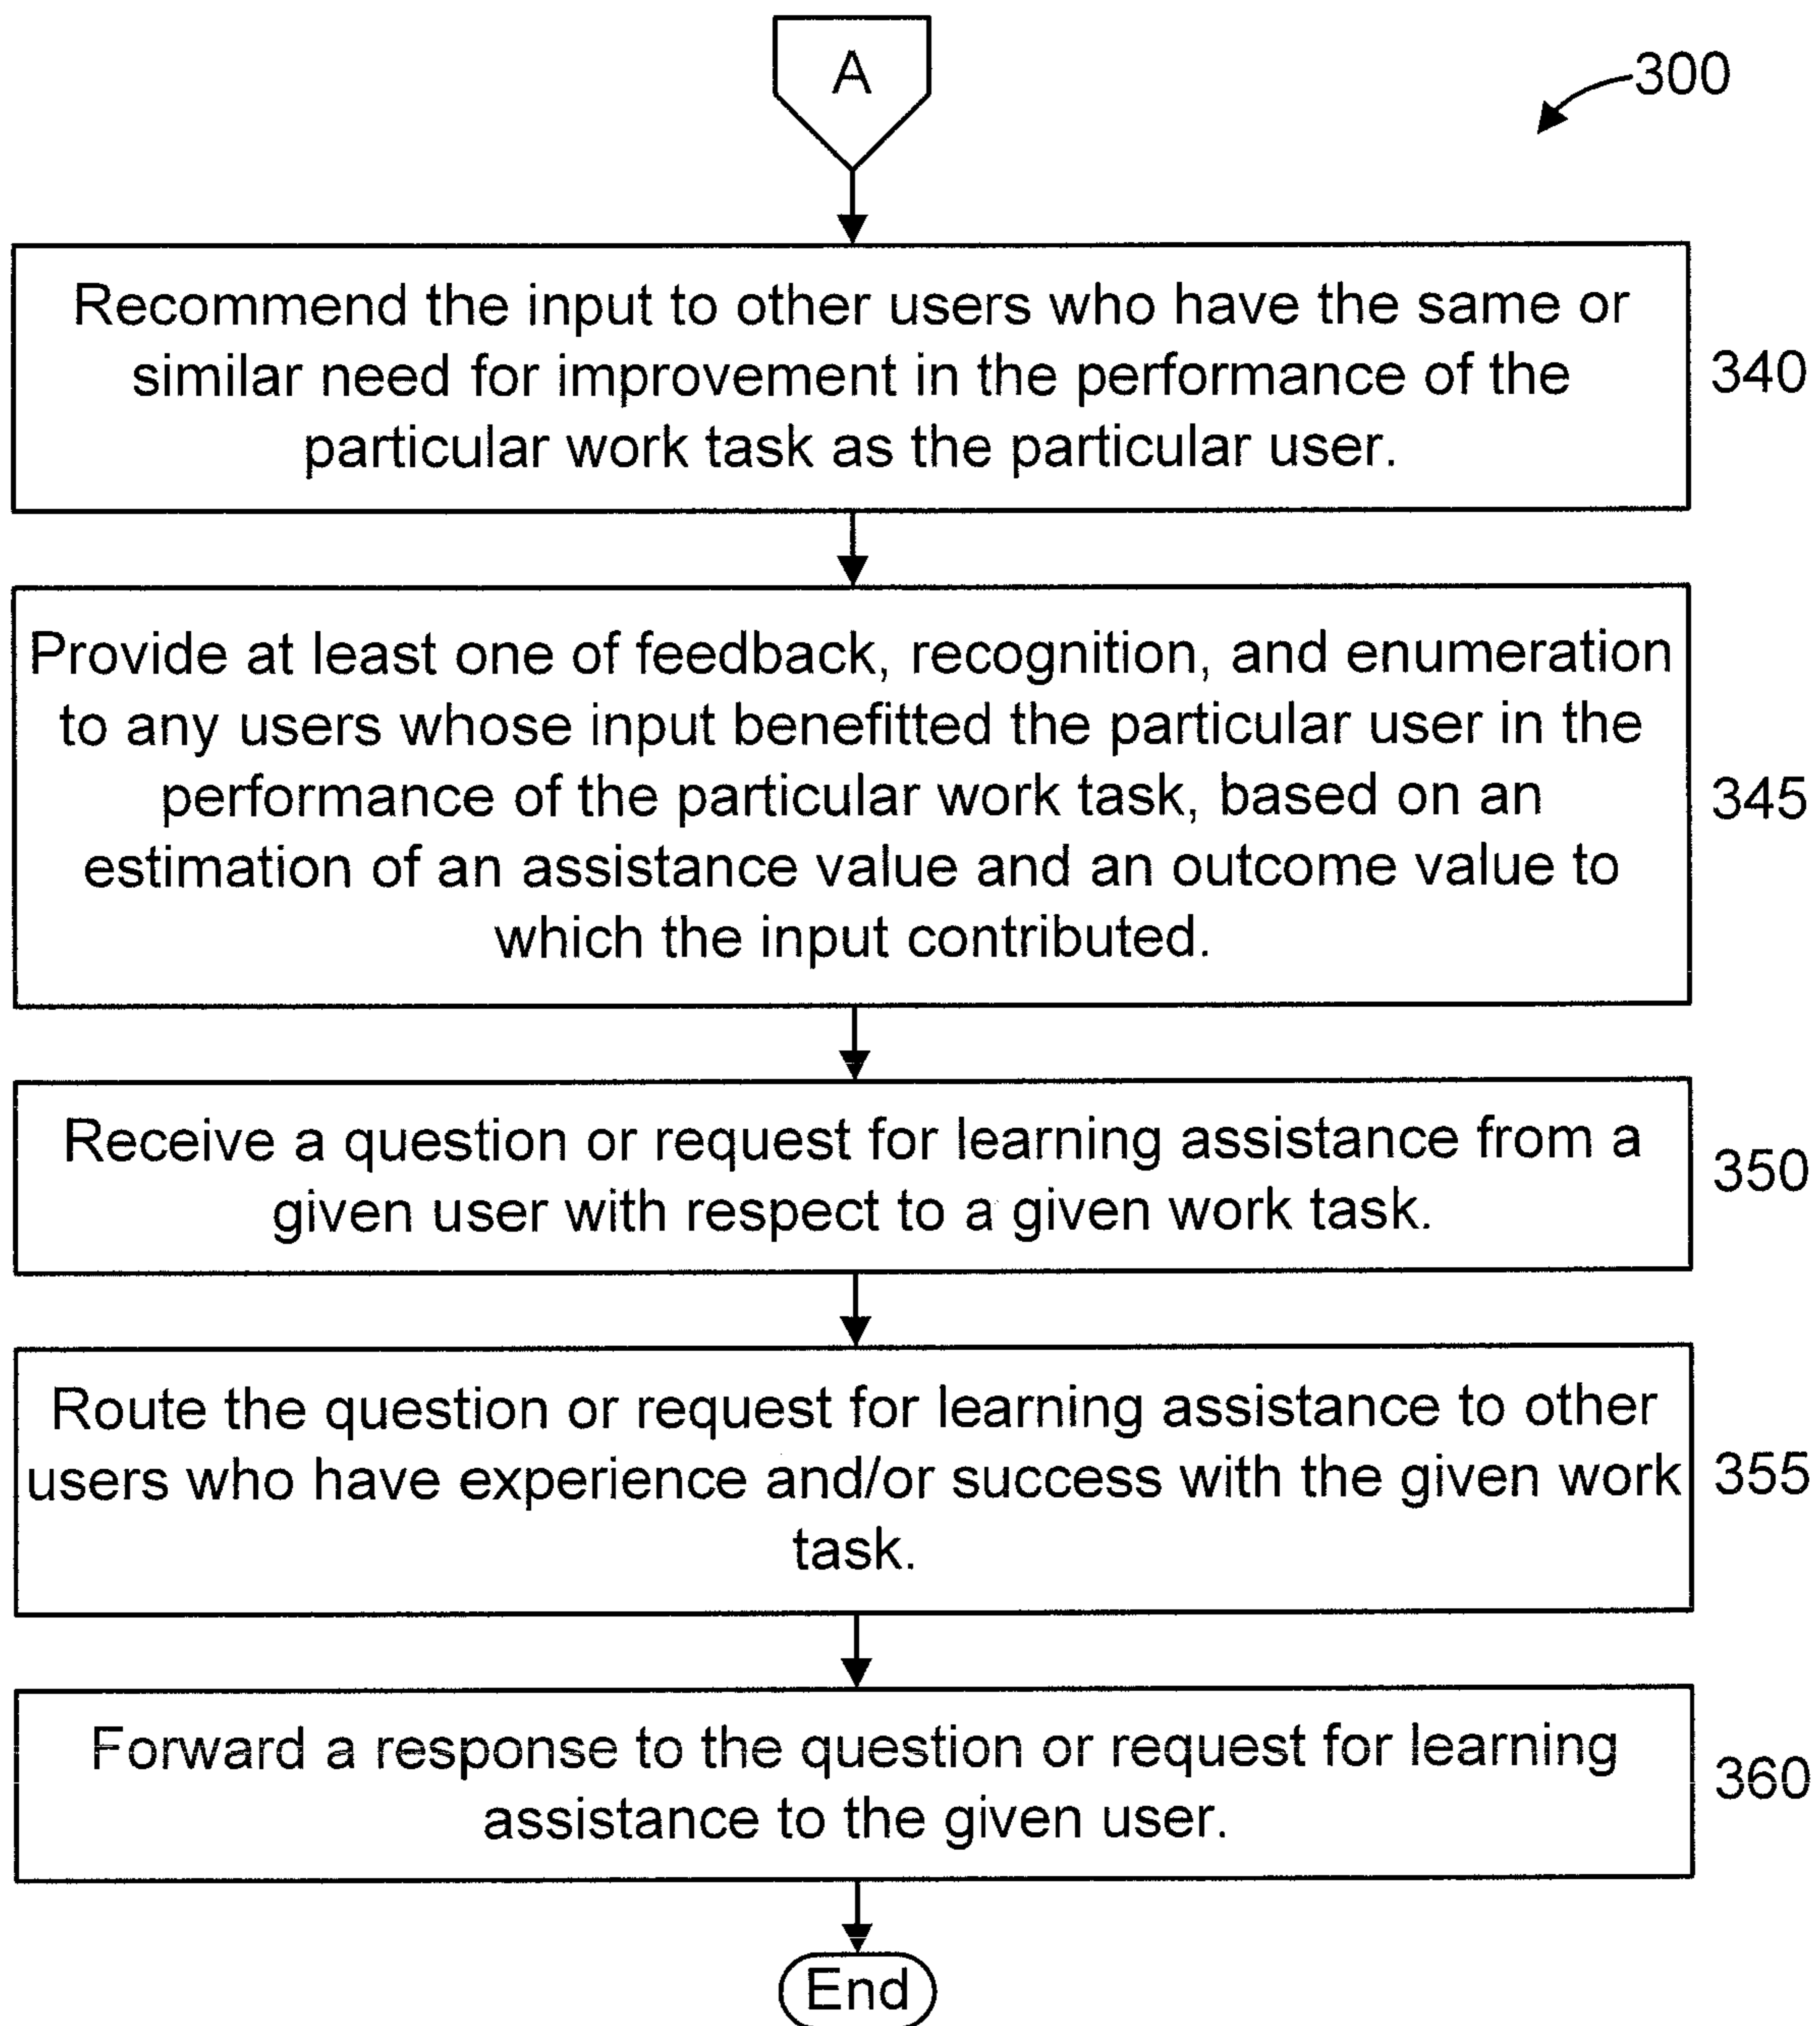 A
300
Recommend the input to other users who have the same or
similar need for improvement in the performance of the
particular work task as the particular user.
340
Provide at least one of feedback, recognition, and enumeration
to any users whose input benefitted the particular user in the
performance of the particular work task, based on an
estimation of an assistance value and an outcome value to
which the input contributed.
345
Receive a question or request for learning assistance from a
given user with respect to a given work task.
350
Route the question or request for learning assistance to other
users who have experience and/or success with the given work
task.
355
Forward a response to the question or request for learning
assistance to the given user.
360
End